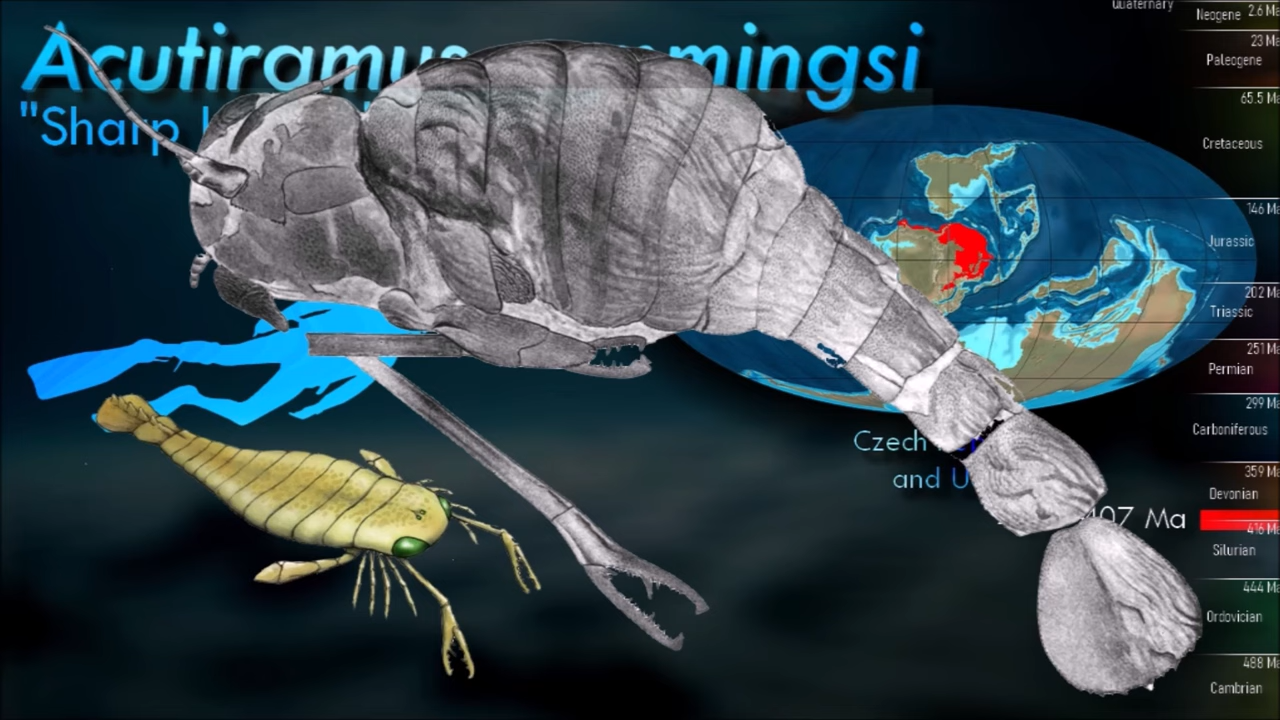 Acutiramus mmingsi
"Sharp
Czech
and U
407 Ma
Quaternary
Neogene 2.6 Ma
23 Ma
Paleogene
65.5 Ma
Cretaceous
146 Ma
Jurassic
202 Ma
Triassic
251 Ma
Permian
299 Ma
Carboniferous
359 Ma
Devonian
416 Ma
Silurian
444 Ma
Ordovician
488 Ma
Cambrian